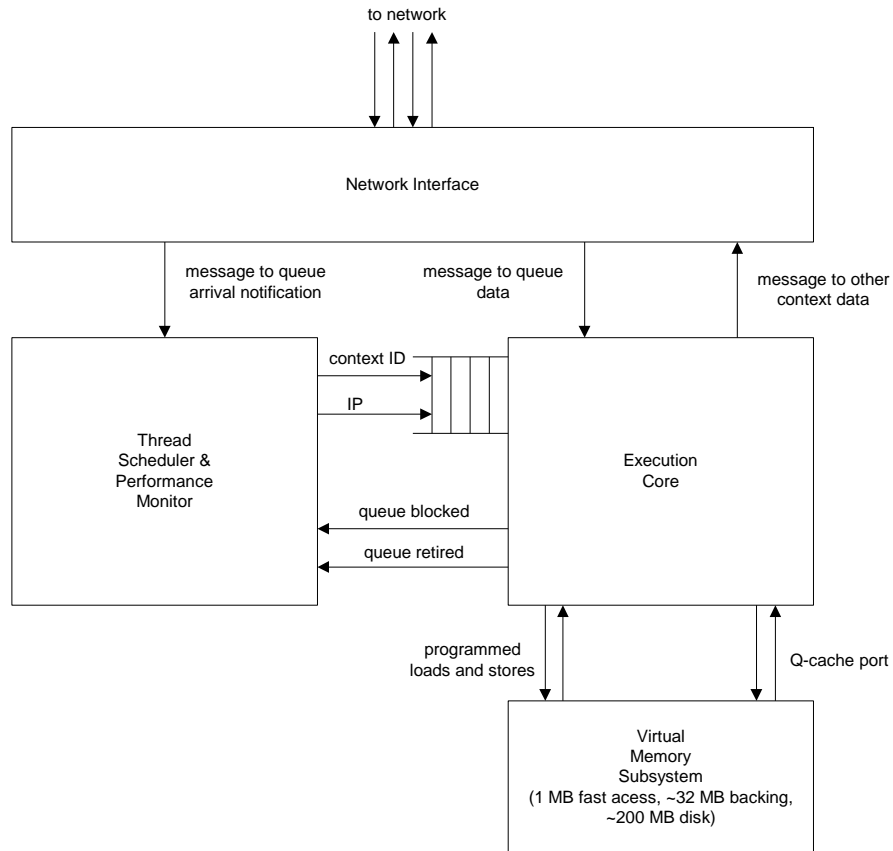 to network
Network Interface
message to queue
arrival notification
message to queue
data
message to other
context data
context ID
IP
Thread
Scheduler &
Performance
Monitor
Execution
Core
queue blocked
queue retired
programmed
loads and stores
Q-cache port
Virtual
Memory
Subsystem
(1 MB fast acess, ~32 MB backing,
~200 MB disk)